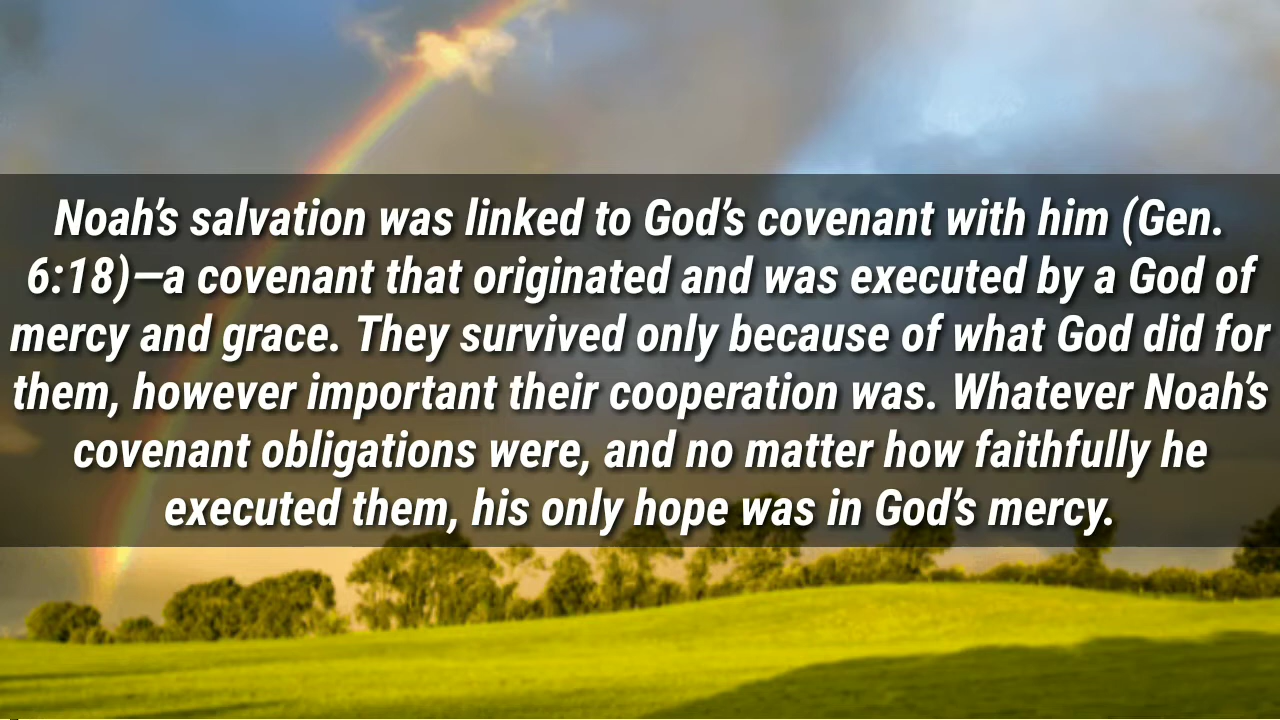 Noah’s salvation was linked to God’s covenant with him (Gen.
6:18)—a covenant that originated and was executed by a God of
mercy and grace. They survived only because of what God did for
them, however important their cooperation was. Whatever Noah’s
covenant obligations were, and no matter how faithfully he
executed them, his only hope was in God’s mercy.